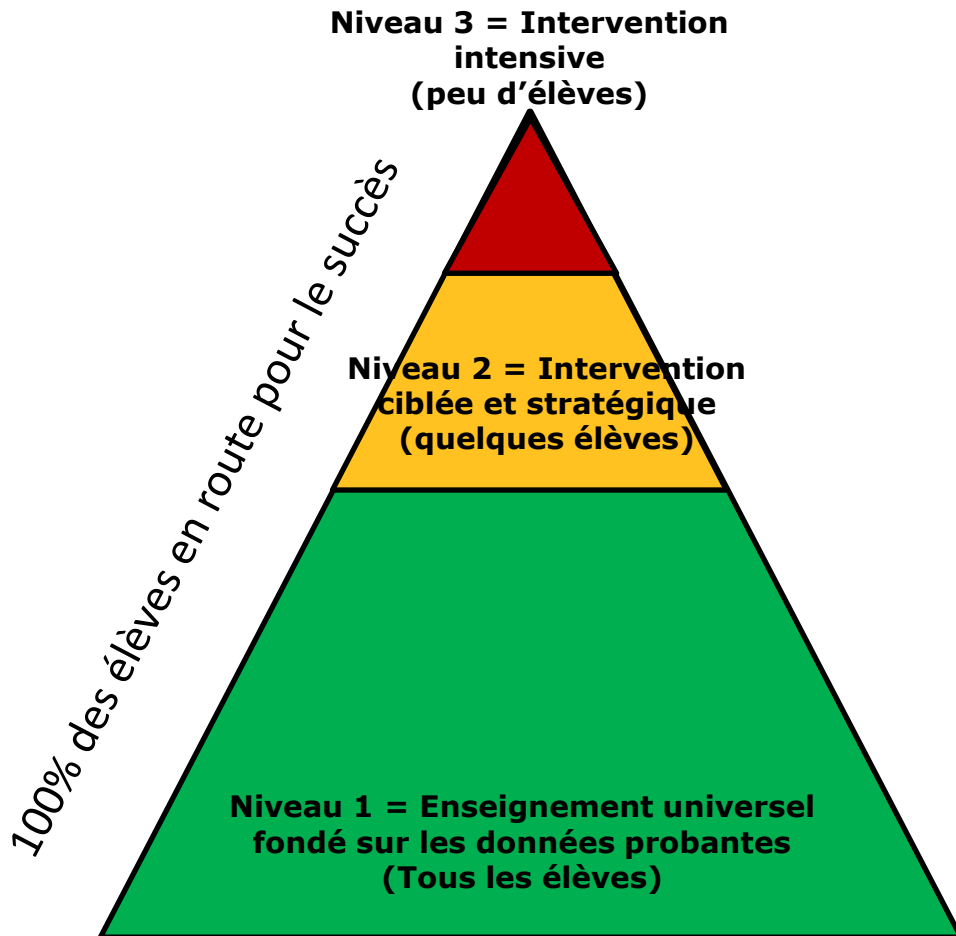 Niveau 3 = Intervention
intensive
(peu d’élèves)
100% des élèves en route pour le succès
Niveau 2 = Intervention
ciblée et stratégique
(quelques élèves)
Niveau 1 = Enseignement universel
fondé sur les données probantes
(Tous les élèves)